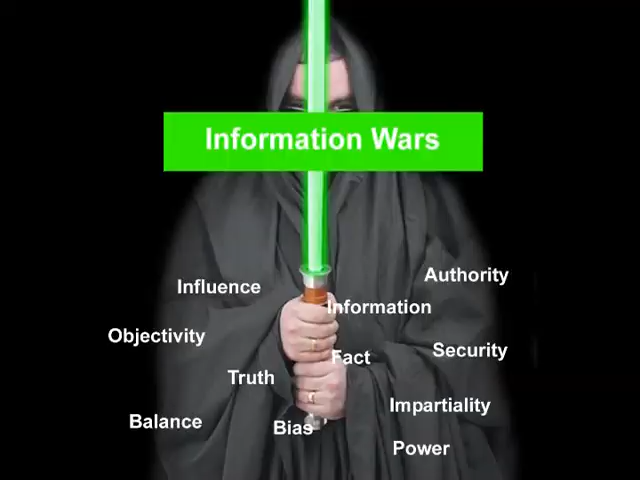 Information Wars
Authority
Influence
Information
Objectivity
Security
Fact
Truth
Impartiality
Balance
Bias
Power